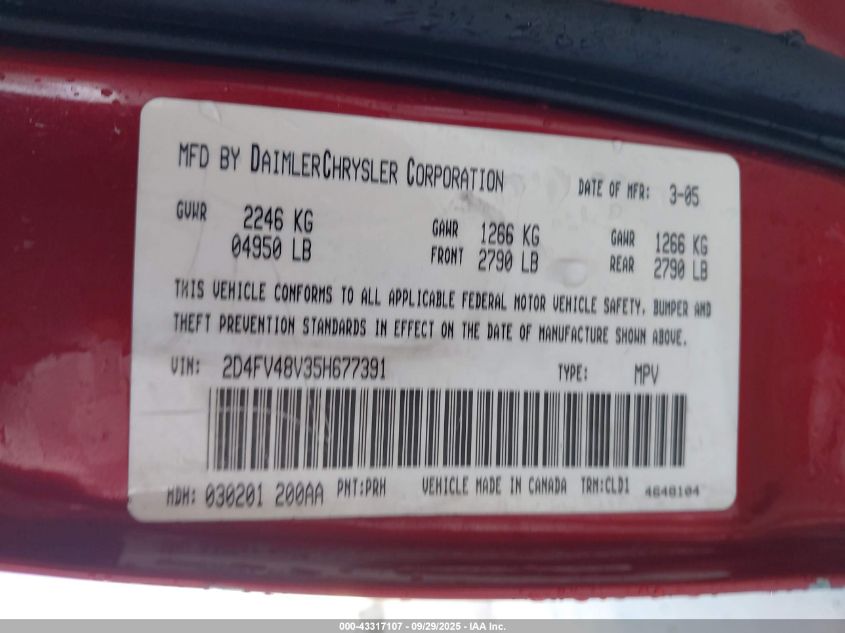 MFD BY DAIMLERCHRYSLER CORPORATION DATE OF MFR: 3-05
GVWR 2246 KG GAWR 1266 KG GAWR 1266 KG
04950 LB FRONT 2790 LB REAR 2790 LB
THIS VEHICLE CONFORMS TO ALL APPLICABLE FEDERAL MOTOR VEHICLE SAFETY, BUMPER AND
THEFT PREVENTION STANDARDS IN EFFECT ON THE DATE OF MANUFACTURE SHOWN ABOVE.
VIN: 2D4FV48V35H677391 TYPE: MPV
MDH: 030201 200AA PNT:PRH VEHICLE MADE IN CANADA TRM:CLD1 4648104
000-43317107 - 09/29/2025 - IAA Inc.